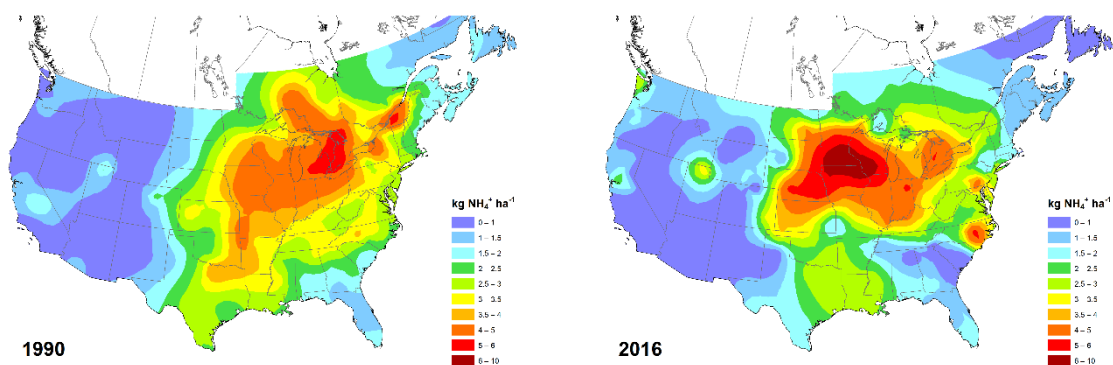 kg NH₄⁺ ha⁻¹
0 – 1
1 – 1.5
1.5 – 2
2 – 2.5
2.5 – 3
3 – 3.5
3.5 – 4
4 – 5
5 – 6
6 – 10
1990
kg NH₄⁺ ha⁻¹
0 – 1
1 – 1.5
1.5 – 2
2 – 2.5
2.5 – 3
3 – 3.5
3.5 – 4
4 – 5
5 – 6
6 – 10
2016